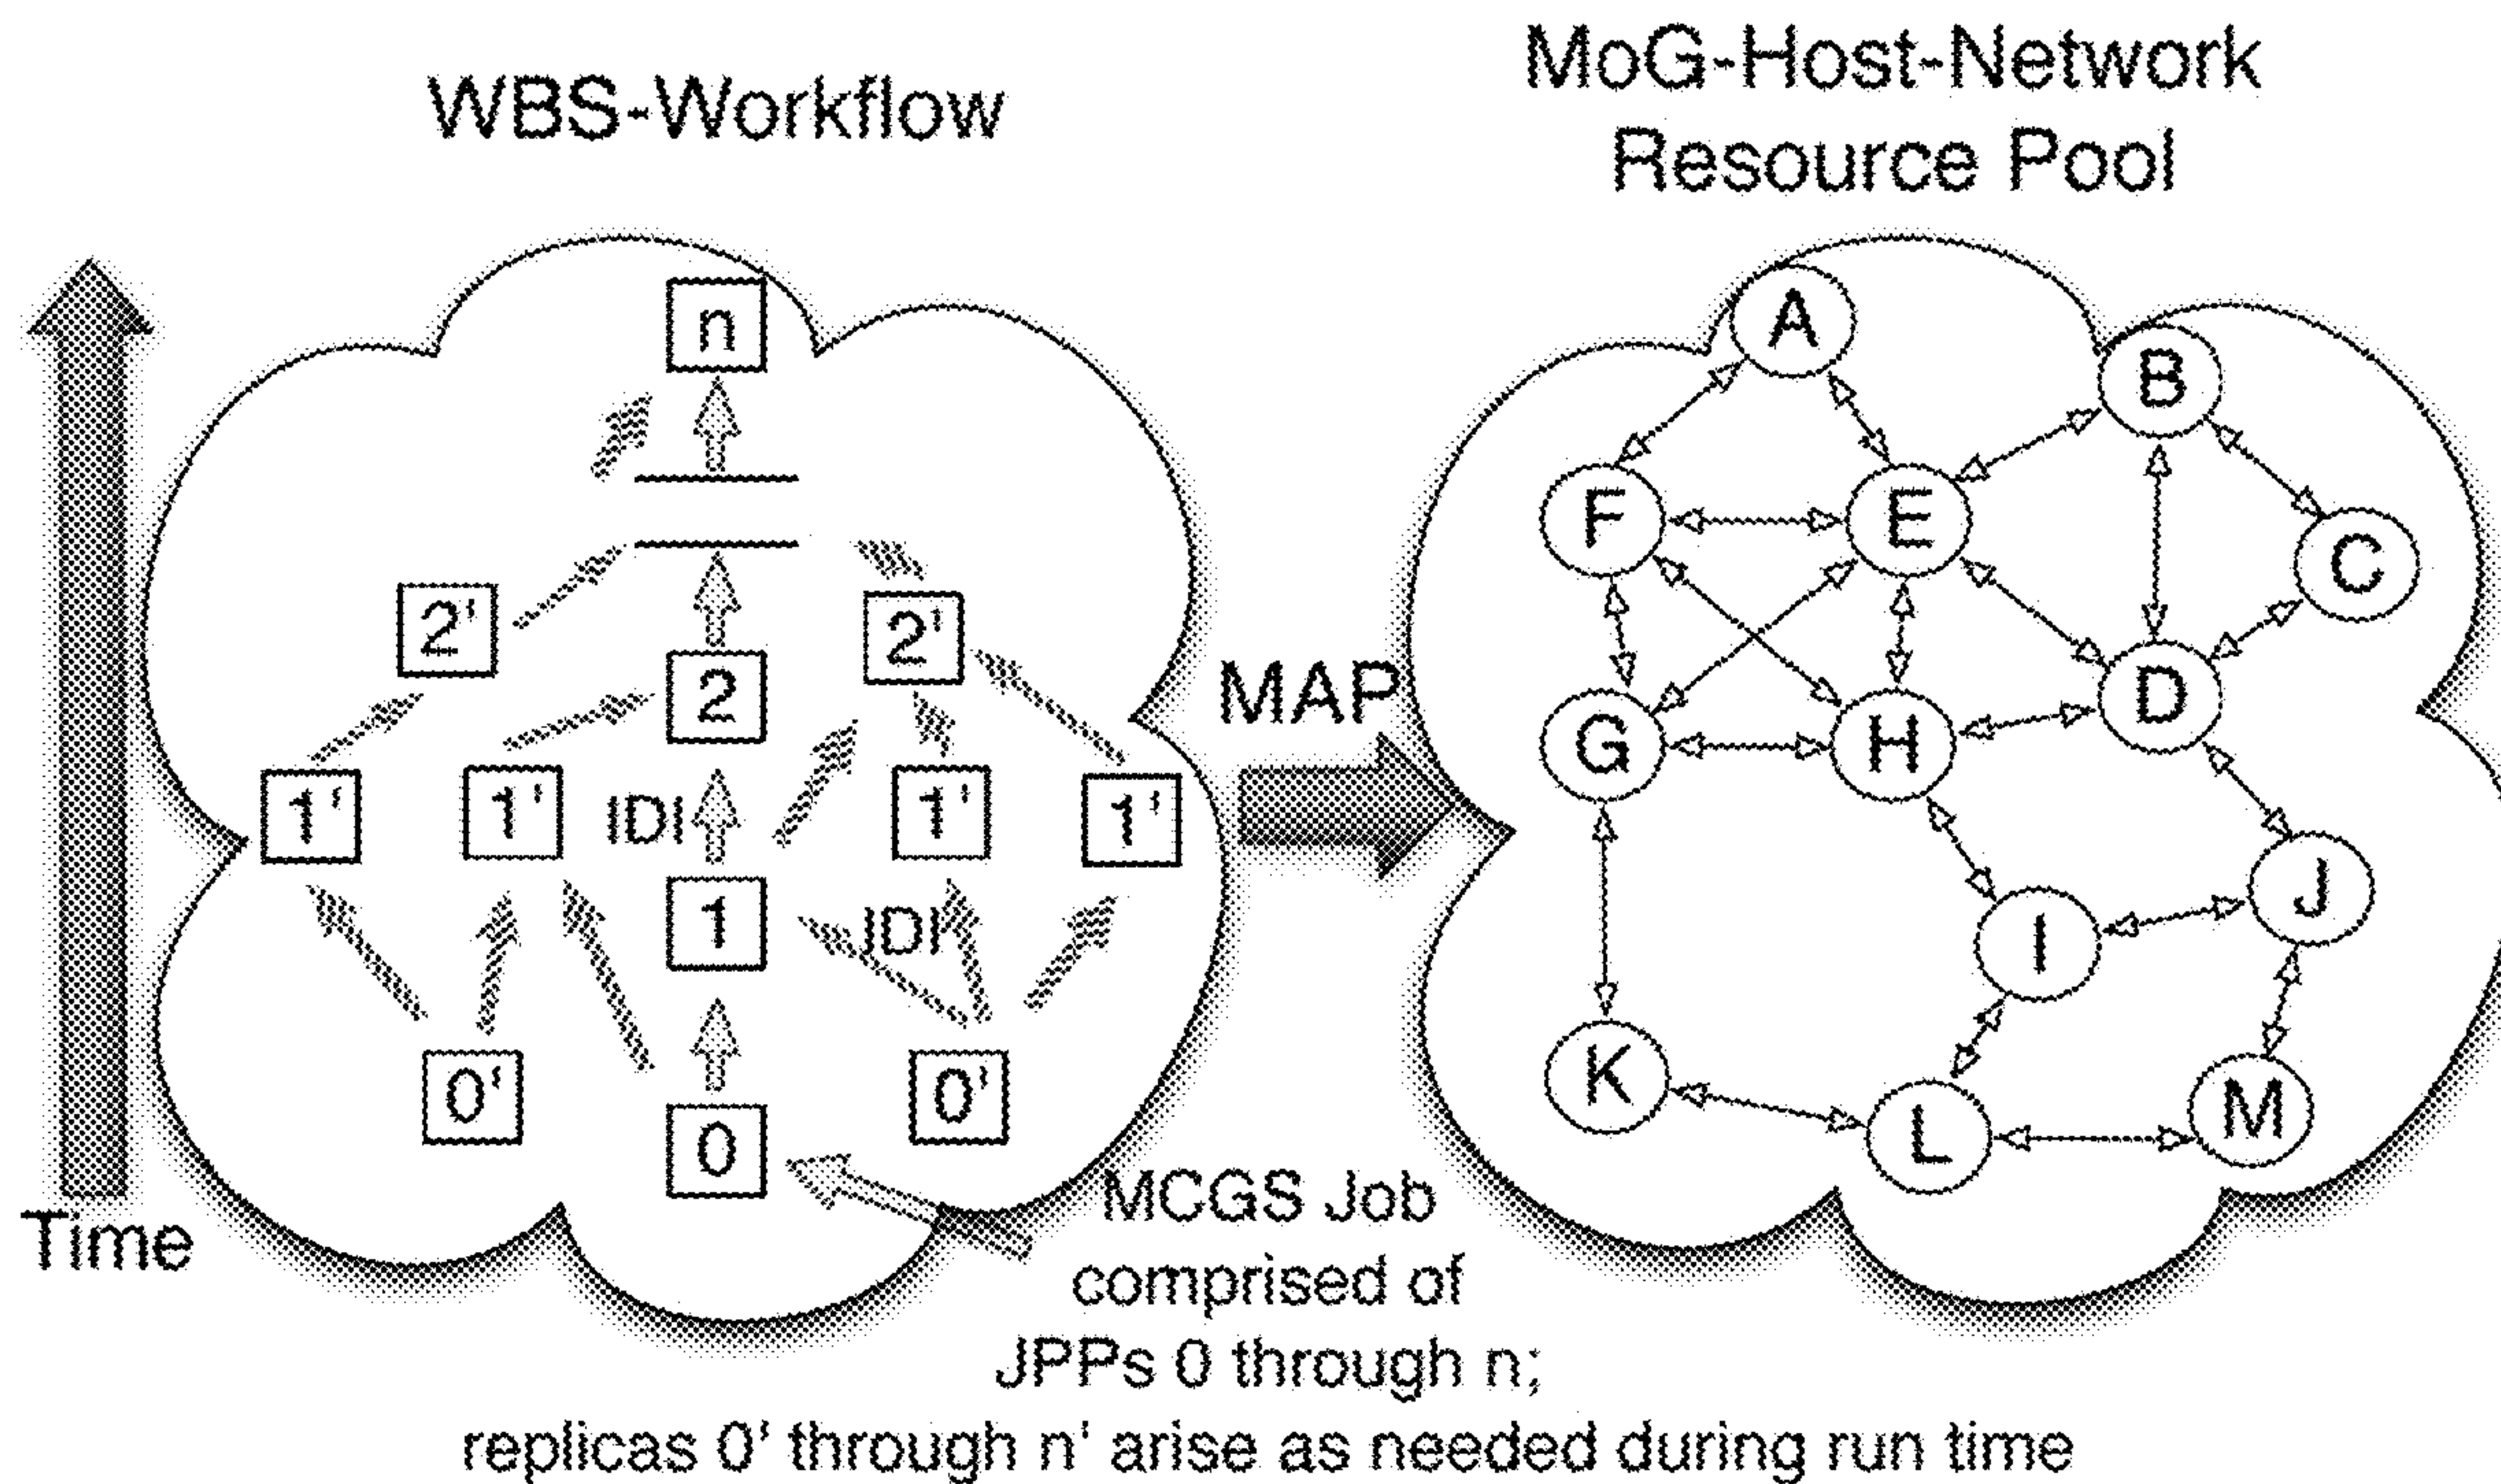 WBS-Workflow
MoG-Host-Network
Resource Pool
n
2'
2'
2
1'
1'
IDI
1'
1'
1
IDI
0'
0'
0
Time
MAP
A
B
F
E
C
G
H
D
J
I
K
L
M
MCGS Job
comprised of
JPPs 0 through n;
replicas 0' through n' arise as needed during run time